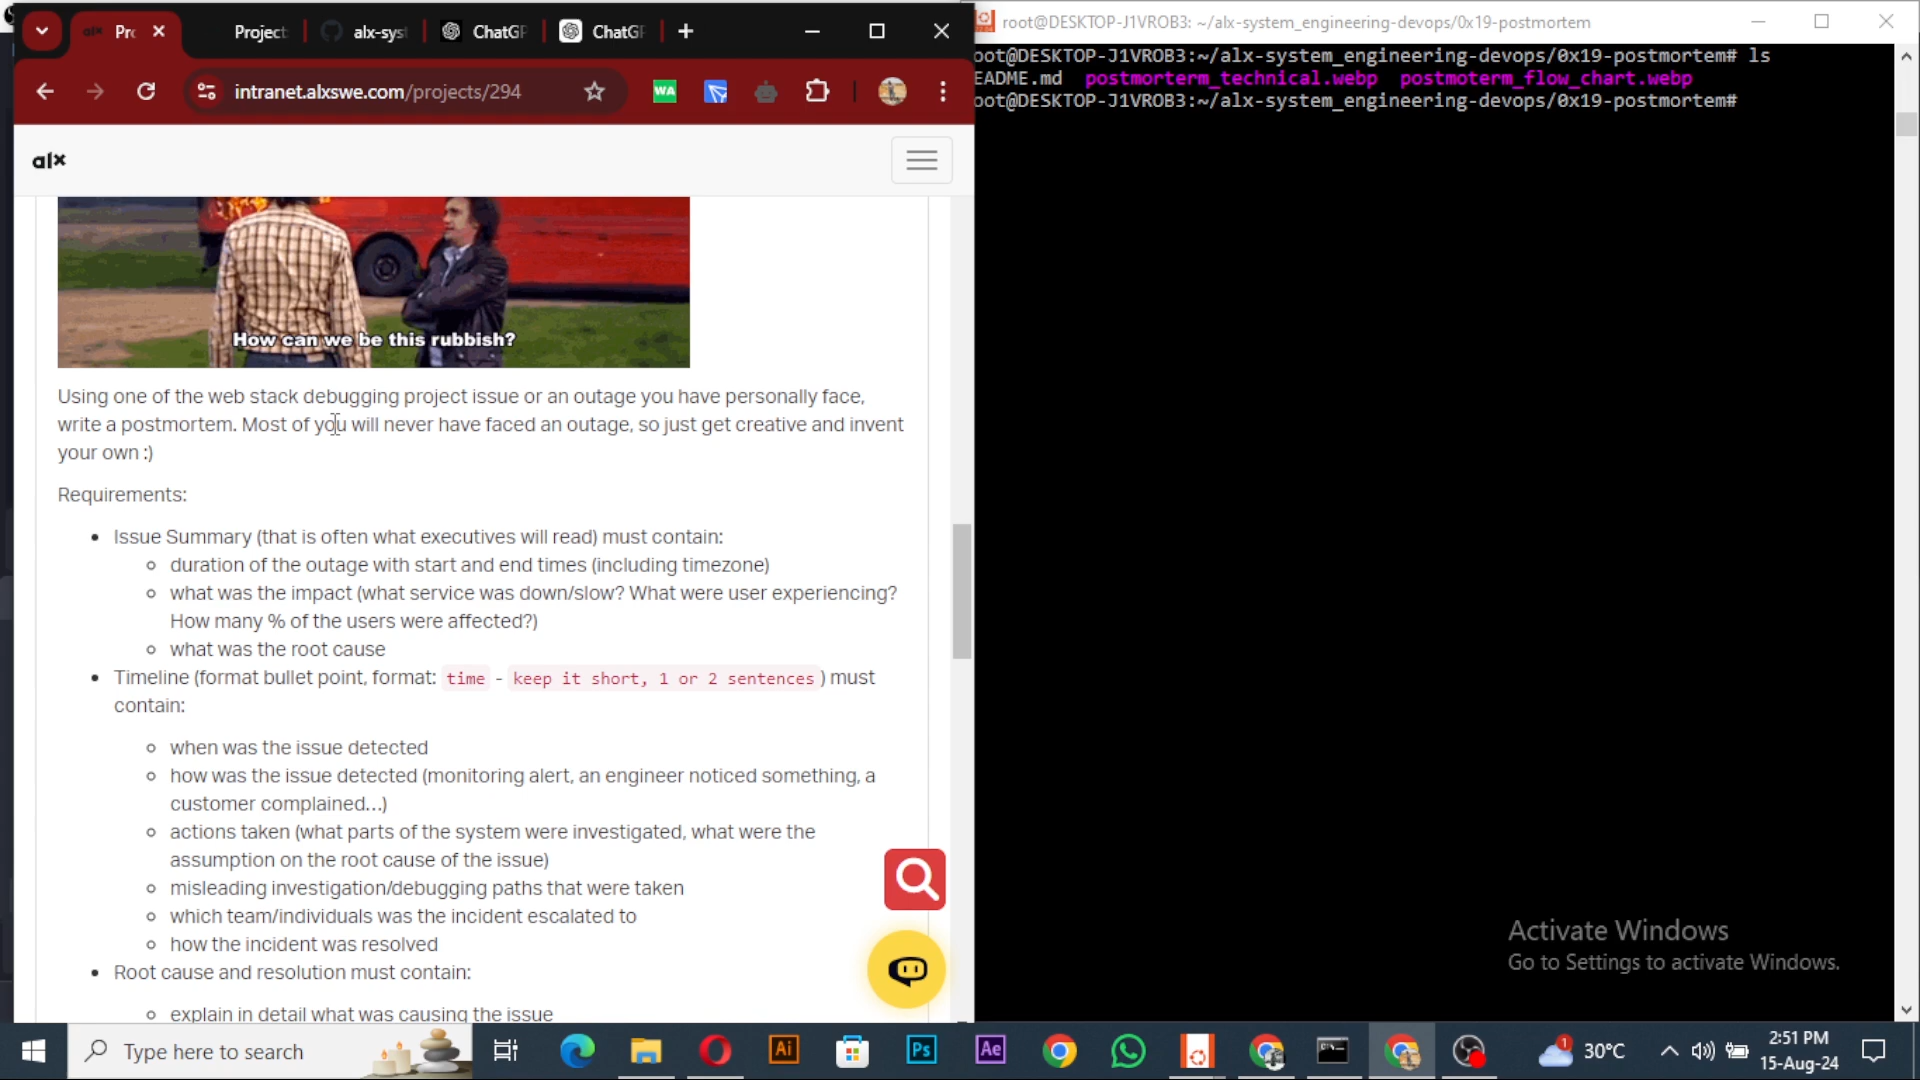 Pro
Project
alx-sys
ChatGP
ChatGP
intranet.alxswe.com/projects/294
WA
alx
How can we be this rubbish?
Using one of the web stack debugging project issue or an outage you have personally face,
write a postmortem. Most of you will never have faced an outage, so just get creative and invent
your own :)
Requirements:
Issue Summary (that is often what executives will read) must contain:
duration of the outage with start and end times (including timezone)
what was the impact (what service was down/slow? What were user experiencing?
How many % of the users were affected?)
what was the root cause
Timeline (format bullet point, format: time - keep it short, 1 or 2 sentences) must
contain:
when was the issue detected
how was the issue detected (monitoring alert, an engineer noticed something, a
customer complained…)
actions taken (what parts of the system were investigated, what were the
assumption on the root cause of the issue)
misleading investigation/debugging paths that were taken
which team/individuals was the incident escalated to
how the incident was resolved
Root cause and resolution must contain:
explain in detail what was causing the issue
root@DESKTOP-J1VROB3: ~/alx-system_engineering-devops/0x19-postmortem
oot@DESKTOP-J1VROB3:~/alx-system_engineering-devops/0x19-postmortem# ls
EADME.md postmorterm_technical.webp postmoterm_flow_chart.webp
oot@DESKTOP-J1VROB3:~/alx-system_engineering-devops/0x19-postmortem#
Activate Windows
Go to Settings to activate Windows.
Type here to search
Ai
Ps
Ae
1
30°C
2:51 PM
15-Aug-24